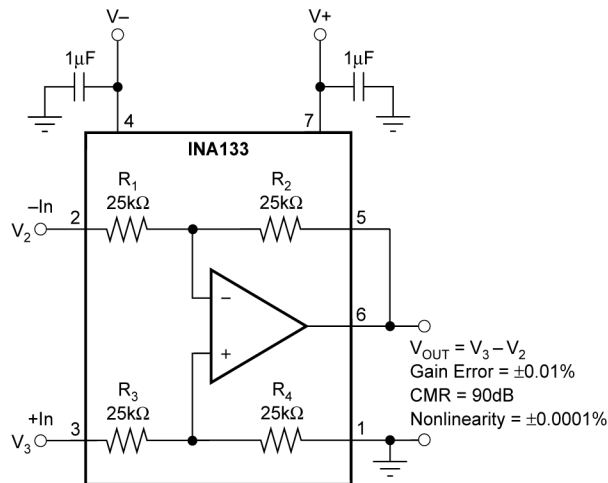 V– V+
1µF 1µF
4 7
INA133
R1 R2
25kΩ 25kΩ
–In
2 5
V2
–
6
+
VOUT = V3 – V2
Gain Error = ±0.01%
CMR = 90dB
Nonlinearity = ±0.0001%
R3 R4
25kΩ 25kΩ
+In
3 1
V3